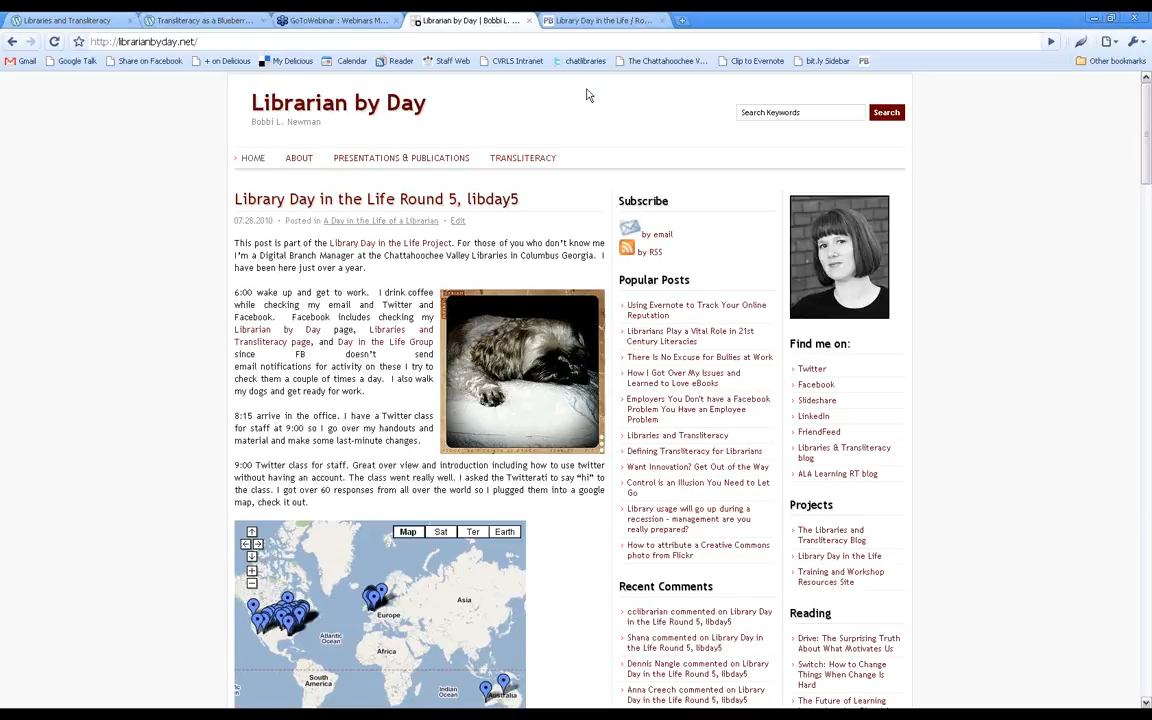 Libraries and Transliteracy
Transliteracy as a Blueberr...
GoToWebinar : Webinars M...
Librarian by Day | Bobbi L. ...
Library Day in the Life / Ro...
http://librarianbyday.net/
Gmail
Google Talk
Share on Facebook
+ on Delicious
My Delicious
Calendar
Reader
Staff Web
CVRLS Intranet
chatlibraries
The Chattahoochee V...
Clip to Evernote
bit.ly Sidebar
PB
Other bookmarks
Librarian by Day
Bobbi L. Newman
Search Keywords
Search
HOME
ABOUT
PRESENTATIONS & PUBLICATIONS
TRANSLITERACY
Library Day in the Life Round 5, libday5
07.28.2010 • Posted in A Day in the Life of a Librarian • Edit
This post is part of the Library Day in the Life Project. For those of you who don't know me
I'm a Digital Branch Manager at the Chattahoochee Valley Libraries in Columbus Georgia. I
have been here just over a year.
6:00 wake up and get to work. I drink coffee
while checking my email and Twitter and
Facebook. Facebook includes checking my
Librarian by Day page, Libraries and
Transliteracy page, and Day in the Life Group
since FB doesn't send
email notifications for activity on these I try to
check them a couple of times a day. I also walk
my dogs and get ready for work.
8:15 arrive in the office. I have a Twitter class
for staff at 9:00 so I go over my handouts and
material and make some last-minute changes.
9:00 Twitter class for staff. Great over view and introduction including how to use twitter
without having an account. The class went really well. I asked the Twitterati to say "hi" to
the class. I got over 60 responses from all over the world so I plugged them into a google
map, check it out.
Map
Sat
Ter
Earth
Europe
Asia
Atlantic
Ocean
Africa
South
America
Indian
Ocean
Australia
Subscribe
by email
by RSS
Popular Posts
Using Evernote to Track Your Online
Reputation
Librarians Play a Vital Role in 21st
Century Literacies
There Is No Excuse for Bullies at Work
How I Got Over My Issues and
Learned to Love eBooks
Employers You Don't have a Facebook
Problem You Have an Employee
Problem
Libraries and Transliteracy
Defining Transliteracy for Librarians
Want Innovation? Get Out of the Way
Control is an Illusion You Need to Let
Go
Library usage will go up during a
recession - management are you
really prepared?
How to attribute a Creative Commons
photo from Flickr
Recent Comments
cclibrarian commented on Library Day
in the Life Round 5, libday5
Shana commented on Library Day in
the Life Round 5, libday5
Dennis Nangle commented on Library
Day in the Life Round 5, libday5
Anna Creech commented on Library
Day in the Life Round 5, libday5
Find me on:
Twitter
Facebook
Slideshare
LinkedIn
FriendFeed
Libraries & Transliteracy
blog
ALA Learning RT blog
Projects
The Libraries and
Transliteracy Blog
Library Day in the Life
Training and Workshop
Resources Site
Reading
Drive: The Surprising Truth
About What Motivates Us
Switch: How to Change
Things When Change Is
Hard
The Future of Learning